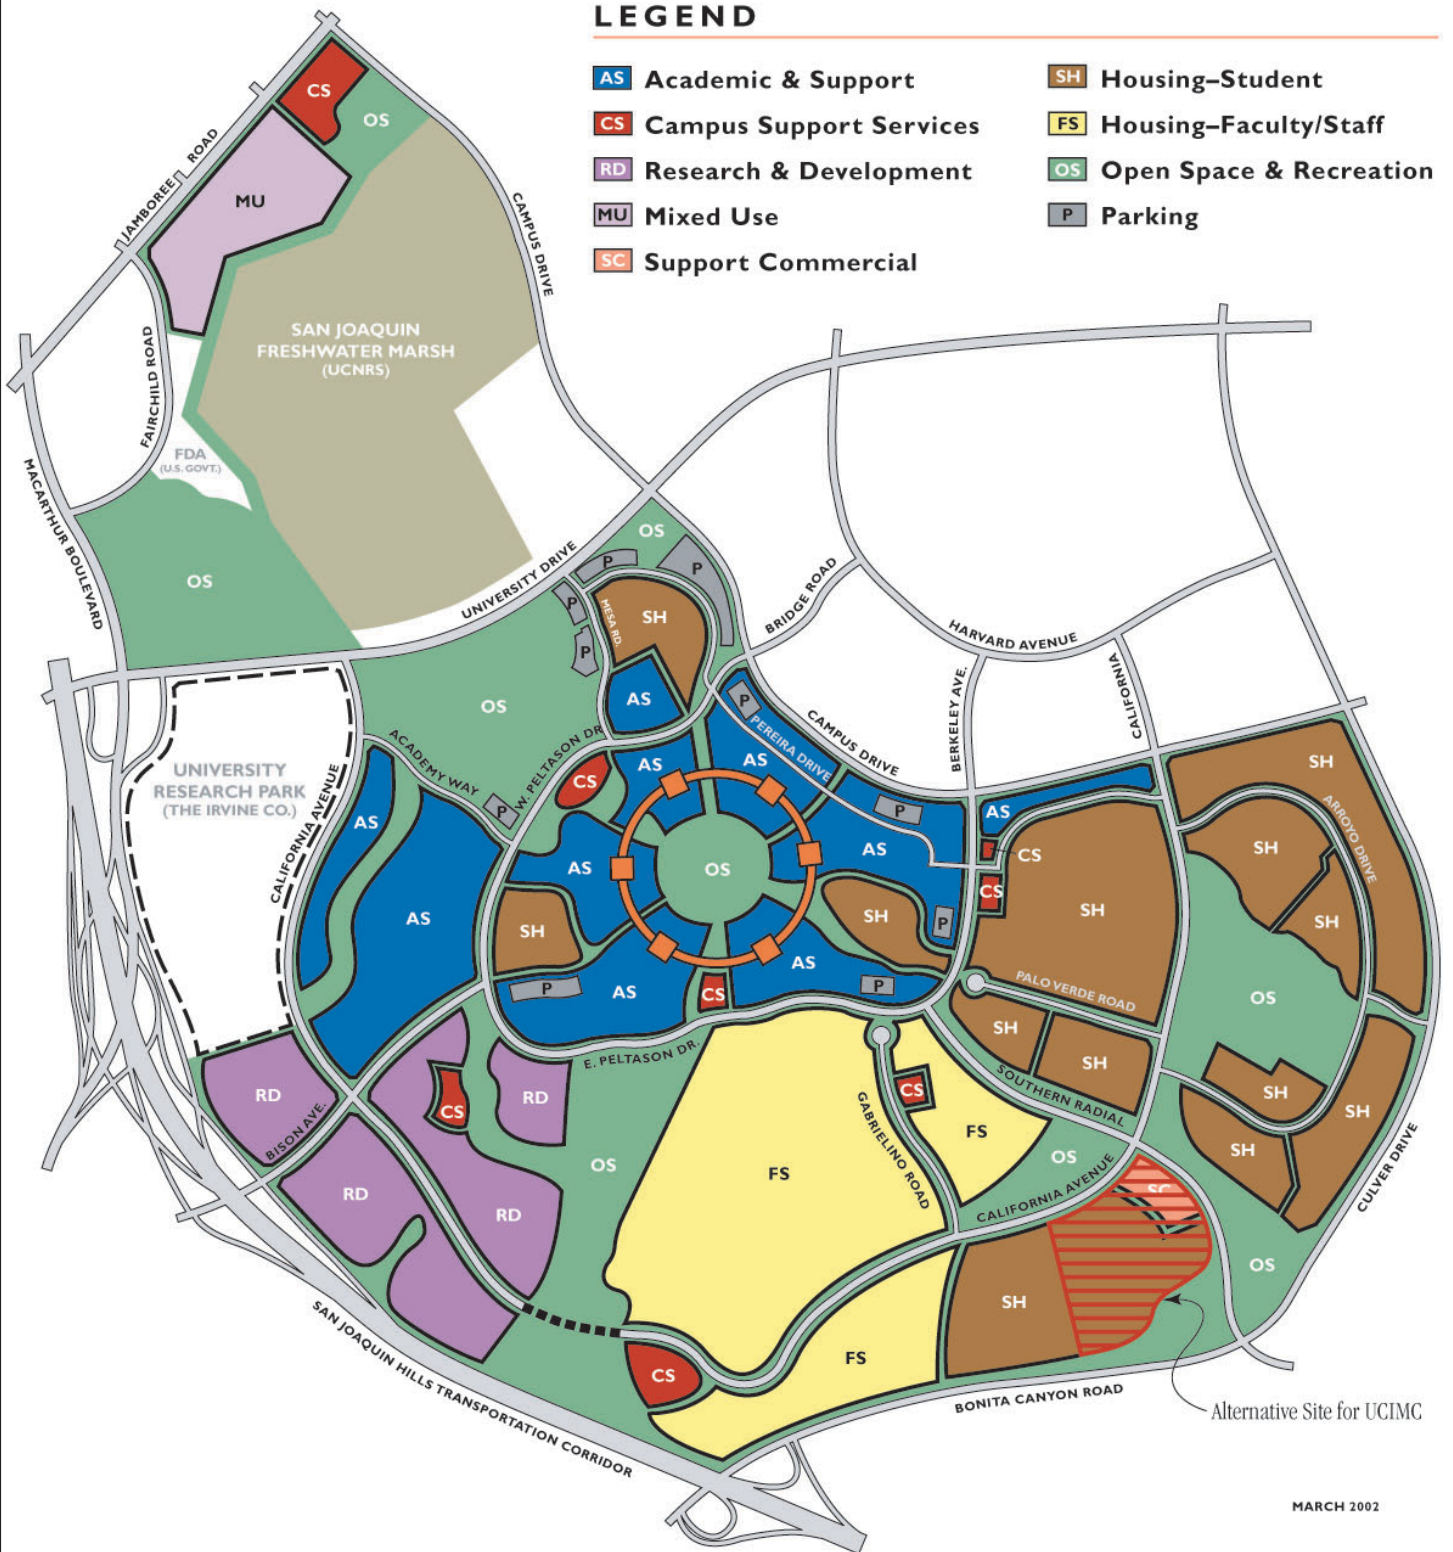 LEGEND
AS Academic & Support
CS Campus Support Services
RD Research & Development
MU Mixed Use
SC Support Commercial
SH Housing–Student
FS Housing–Faculty/Staff
OS Open Space & Recreation
P Parking
CS
OS
MU
JAMBOREE ROAD
CAMPUS DRIVE
SAN JOAQUIN
FRESHWATER MARSH
(UCNRS)
FAIRCHILD ROAD
FDA
(U.S. GOVT.)
MACARTHUR BOULEVARD
OS
UNIVERSITY DRIVE
OS
P
P
P
P
MESA RD.
SH
AS
BRIDGE ROAD
HARVARD AVENUE
BERKELEY AVE.
CALIFORNIA
OS
ACADEMY WAY
W. PELTASON DR.
P
CS
AS
AS
P
PEREIRA DRIVE
CAMPUS DRIVE
P
UNIVERSITY
RESEARCH PARK
(THE IRVINE CO.)
CALIFORNIA AVENUE
AS
AS
AS
OS
AS
AS
CS
CS
SH
SH
SH
SH
ARROYO DRIVE
SH
SH
P
P
AS
CS
AS
P
PALO VERDE ROAD
OS
E. PELTASON DR.
SH
SH
SOUTHERN RADIAL
RD
BISON AVE.
CS
RD
GABRIELINO ROAD
CS
FS
FS
OS
OS
SH
SH
SH
CULVER DRIVE
RD
RD
CALIFORNIA AVENUE
SC
SH
OS
FS
CS
SAN JOAQUIN HILLS TRANSPORTATION CORRIDOR
BONITA CANYON ROAD
Alternative Site for UCIMC
MARCH 2002